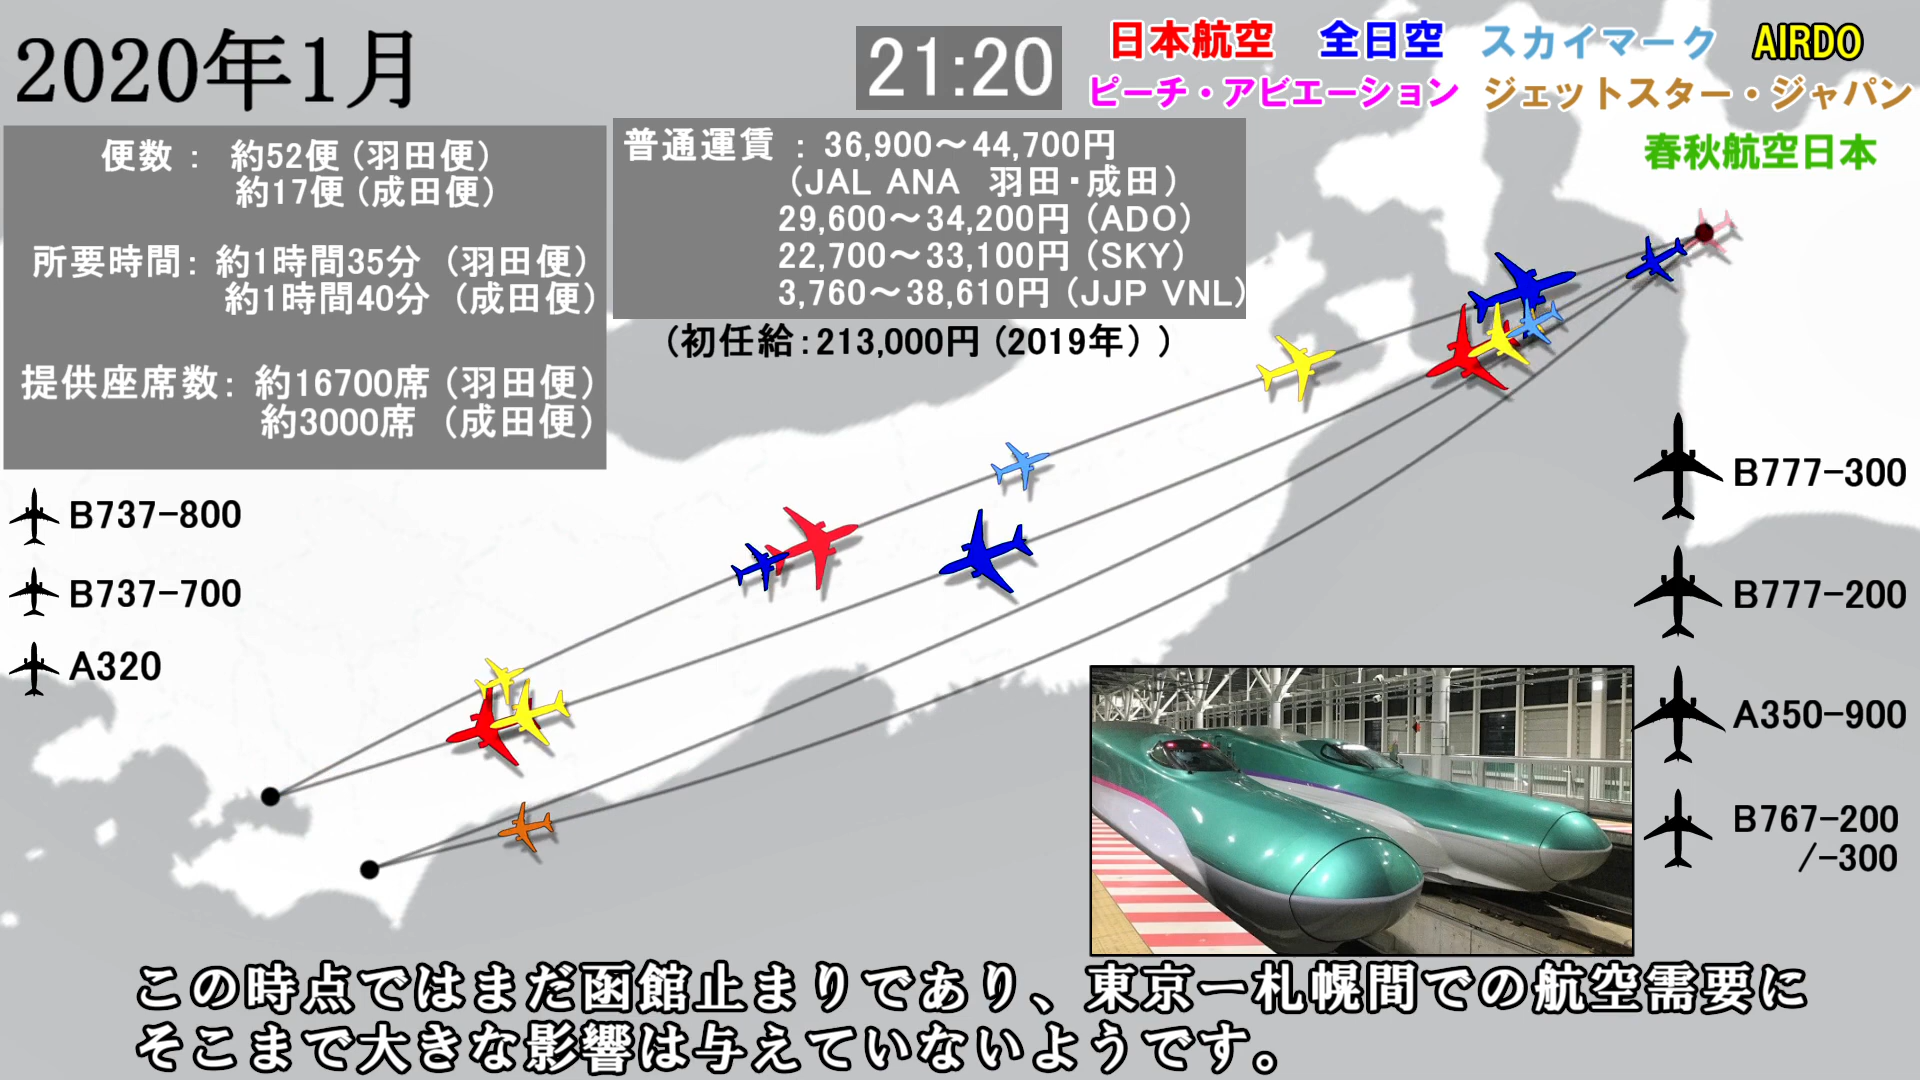 2020年1月
21:20
日本航空 全日空 スカイマーク AIRDO
ピーチ・アビエーション ジェットスター・ジャパン
春秋航空日本
便数： 約52便（羽田便）
約17便（成田便）
所要時間：約1時間35分（羽田便）
約1時間40分（成田便）
提供座席数：約16700席（羽田便）
約3000席（成田便）
普通運賃：36,900～44,700円
（JAL ANA 羽田・成田）
29,600～34,200円（ADO）
22,700～33,100円（SKY）
3,760～38,610円（JJP VNL）
（初任給：213,000円（2019年））
B737-800
B737-700
A320
B777-300
B777-200
A350-900
B767-200
/-300
この時点ではまだ函館止まりであり、東京ー札幌間での航空需要に
そこまで大きな影響は与えていないようです。